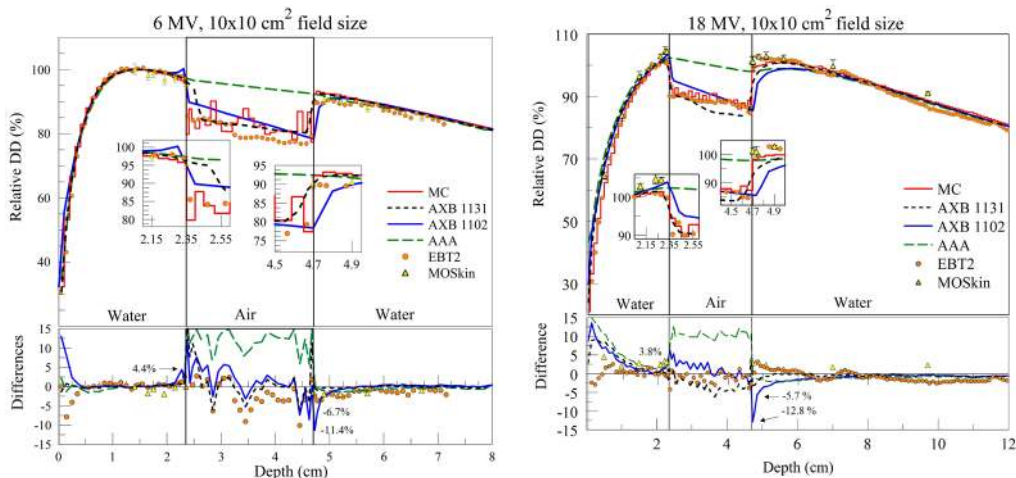 6 MV, 10x10 cm² field size
Relative DD (%)
100
80
60
40
98
95
90
85
80
2.15 2.35 2.55
95
90
85
80
75
4.5 4.7 4.9
MC
AXB 1131
AXB 1102
AAA
EBT2
MOSkin
Water
Air
Water
Differences
15
10
5
0
-5
-10
-15
4.4%
-6.7%
-11.4%
0 1 2 3 4 5 6 7 8
Depth (cm)
18 MV, 10x10 cm² field size
Relative DD (%)
110
100
90
80
70
60
50
40
30
20
100
90
2.15 2.35 2.55
100
90
4.5 4.7 4.9
MC
AXB 1131
AXB 1102
AAA
EBT2
MOSkin
Water
Air
Water
Difference
15
10
5
0
-5
-10
-15
3.8%
-5.7 %
-12.8 %
0 2 4 6 8 10 12
Depth (cm)